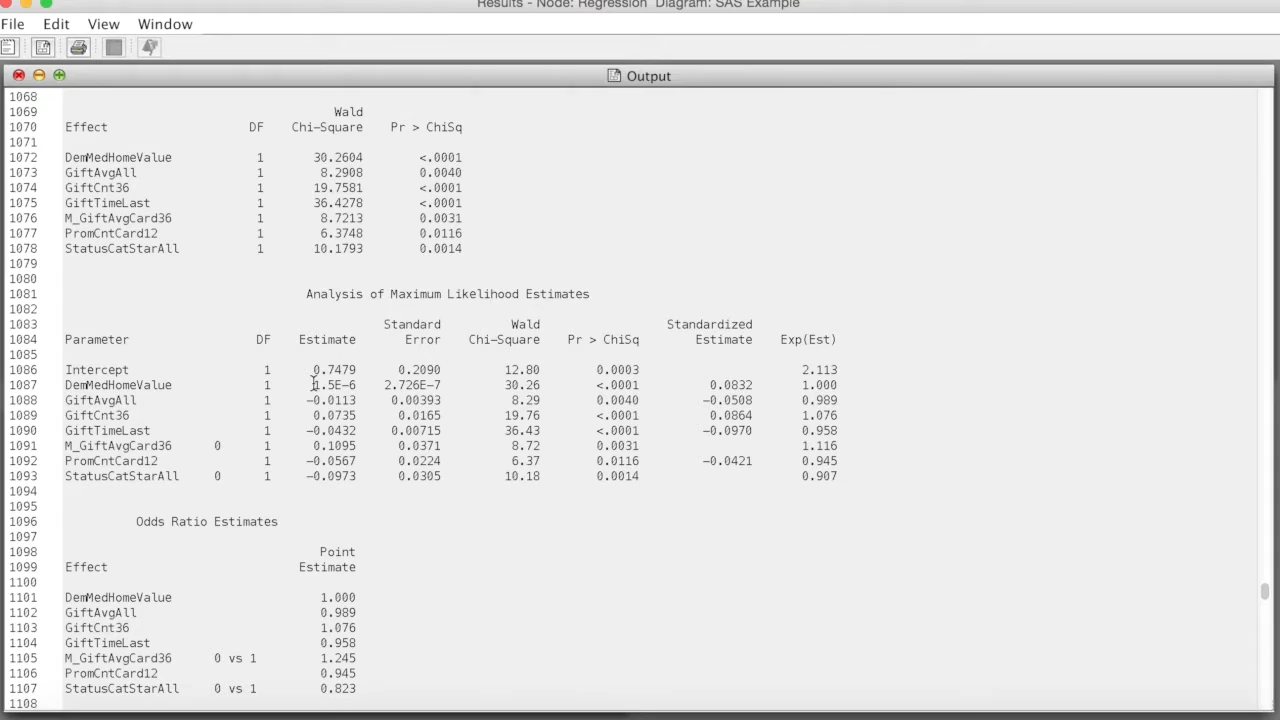 Results - Node: Regression Diagram: SAS Example
File Edit View Window
Output
1068
1069 Wald
1070 Effect DF Chi-Square Pr > ChiSq
1071
1072 DemMedHomeValue 1 30.2604 <.0001
1073 GiftAvgAll 1 8.2908 0.0040
1074 GiftCnt36 1 19.7581 <.0001
1075 GiftTimeLast 1 36.4278 <.0001
1076 M_GiftAvgCard36 1 8.7213 0.0031
1077 PromCntCard12 1 6.3748 0.0116
1078 StatusCatStarAll 1 10.1793 0.0014
1079
1080
1081 Analysis of Maximum Likelihood Estimates
1082
1083 Standard Wald Standardized
1084 Parameter DF Estimate Error Chi-Square Pr > ChiSq Estimate Exp(Est)
1085
1086 Intercept 1 0.7479 0.2090 12.80 0.0003 2.113
1087 DemMedHomeValue 1 1.5E-6 2.726E-7 30.26 <.0001 0.0832 1.000
1088 GiftAvgAll 1 -0.0113 0.00393 8.29 0.0040 -0.0508 0.989
1089 GiftCnt36 1 0.0735 0.0165 19.76 <.0001 0.0864 1.076
1090 GiftTimeLast 1 -0.0432 0.00715 36.43 <.0001 -0.0970 0.958
1091 M_GiftAvgCard36 0 1 0.1095 0.0371 8.72 0.0031 1.116
1092 PromCntCard12 1 -0.0567 0.0224 6.37 0.0116 -0.0421 0.945
1093 StatusCatStarAll 0 1 -0.0973 0.0305 10.18 0.0014 0.907
1094
1095
1096 Odds Ratio Estimates
1097
1098 Point
1099 Effect Estimate
1100
1101 DemMedHomeValue 1.000
1102 GiftAvgAll 0.989
1103 GiftCnt36 1.076
1104 GiftTimeLast 0.958
1105 M_GiftAvgCard36 0 vs 1 1.245
1106 PromCntCard12 0.945
1107 StatusCatStarAll 0 vs 1 0.823
1108